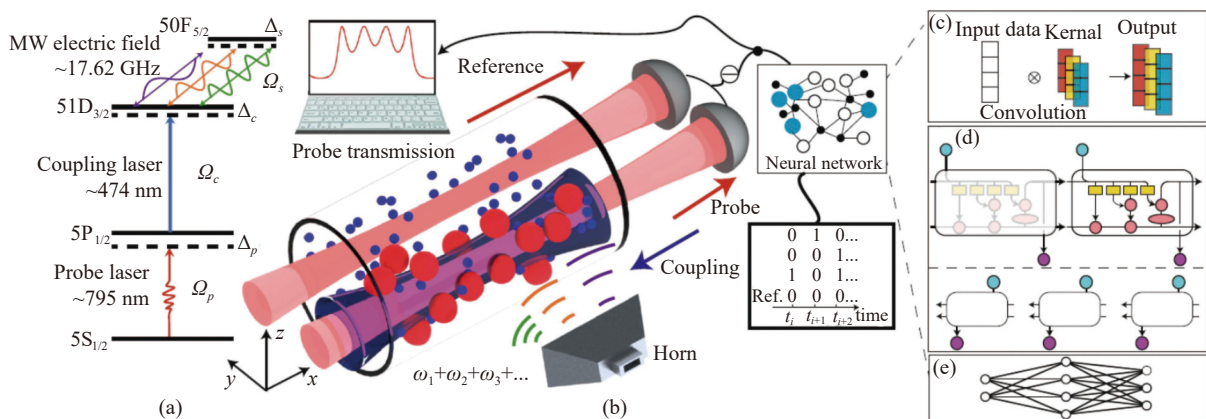 50F5/2
Δs
MW electric field
~17.62 GHz
Ωs
51D3/2
Δc
Coupling laser
~474 nm
Ωc
5P1/2
Δp
Probe laser
~795 nm
Ωp
5S1/2
(a)
Reference
Probe transmission
Neural network
Probe
Coupling
0 1 0...
0 0 1...
1 0 1...
Ref. 0 0 0...
ti ti+1 ti+2 time
z
y
x
ω1+ω2+ω3+...
Horn
(b)
(c)
Input data
Kernal
Output
⊗
Convolution
(d)
(e)